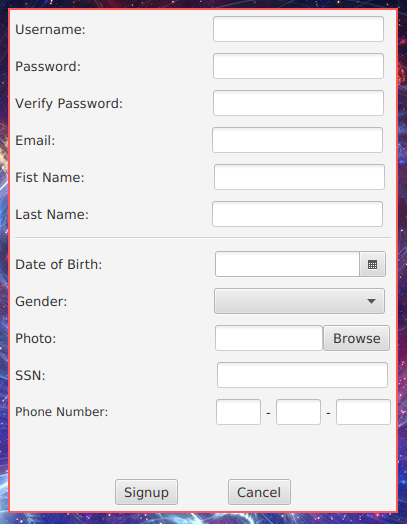 Username:
Password:
Verify Password:
Email:
Fist Name:
Last Name:
Date of Birth:
Gender:
Photo: Browse
SSN:
Phone Number: - -
Signup Cancel